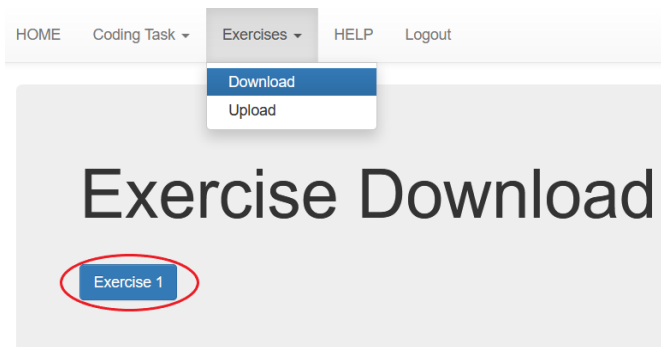 HOME Coding Task Exercises HELP Logout
Download
Upload
Exercise Download
Exercise 1